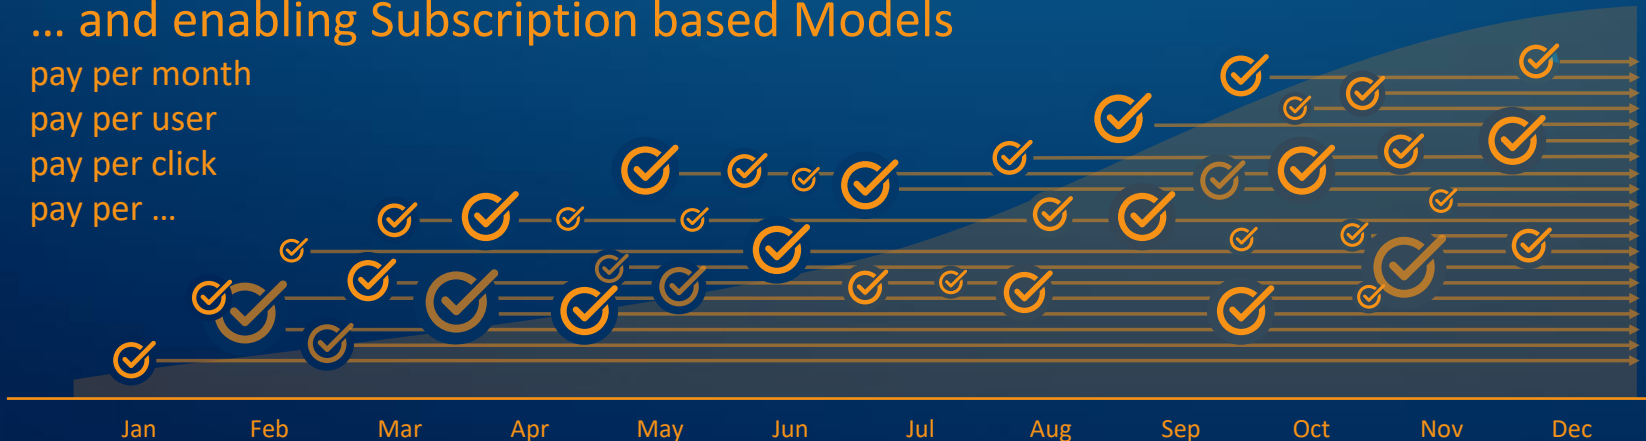 ... and enabling Subscription based Models
pay per month
pay per user
pay per click
pay per ...
Jan Feb Mar Apr May Jun Jul Aug Sep Oct Nov Dec